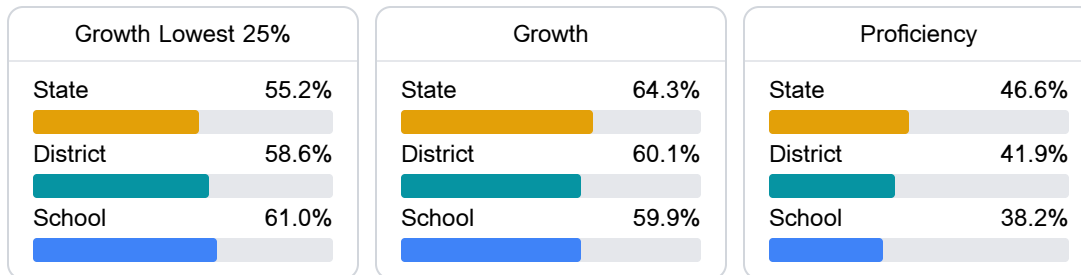 Growth Lowest 25%
State 55.2%
District 58.6%
School 61.0%
Growth
State 64.3%
District 60.1%
School 59.9%
Proficiency
State 46.6%
District 41.9%
School 38.2%